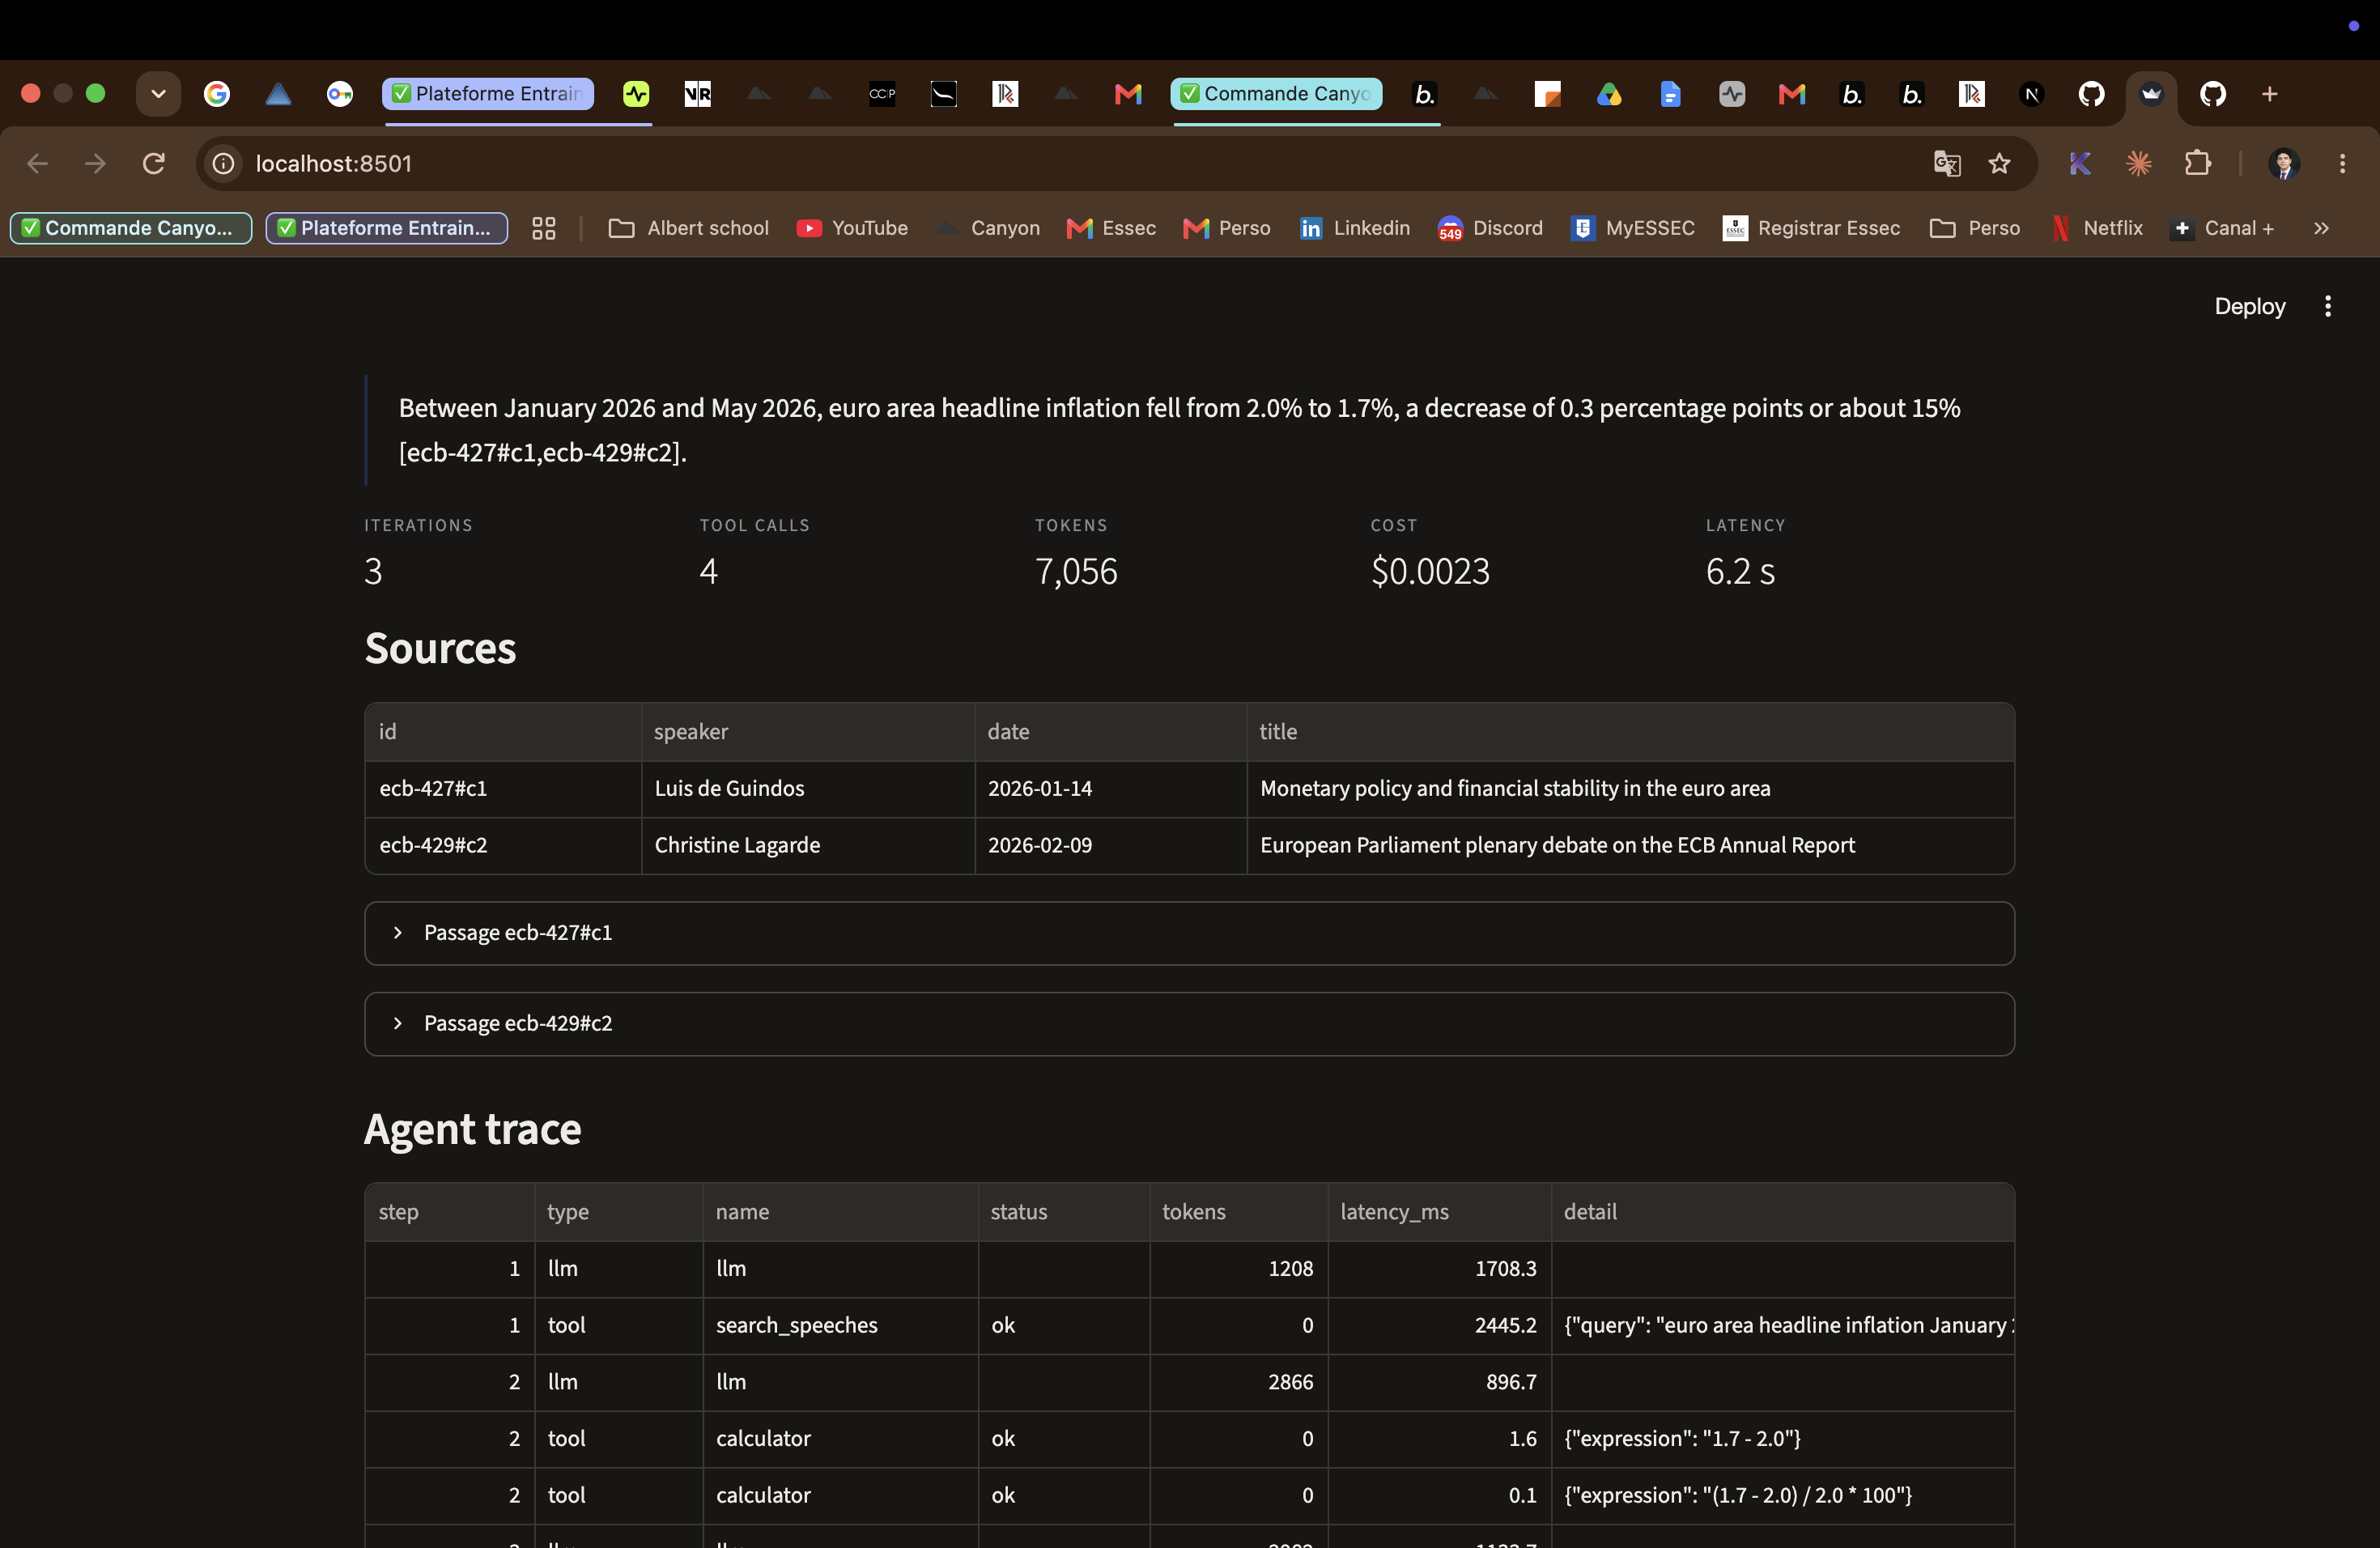 Plateforme Entrain
VR
CCP
Commande Canyo
b.
b.
b.
N
localhost:8501
Commande Canyo...
Plateforme Entrain...
Albert school
YouTube
Canyon
Essec
Perso
Linkedin
549
Discord
MyESSEC
Registrar Essec
Perso
Netflix
Canal +
Deploy
Between January 2026 and May 2026, euro area headline inflation fell from 2.0% to 1.7%, a decrease of 0.3 percentage points or about 15%
[ecb-427#c1,ecb-429#c2].
ITERATIONS TOOL CALLS TOKENS COST LATENCY
3 4 7,056 $0.0023 6.2 s
Sources
id speaker date title
ecb-427#c1 Luis de Guindos 2026-01-14 Monetary policy and financial stability in the euro area
ecb-429#c2 Christine Lagarde 2026-02-09 European Parliament plenary debate on the ECB Annual Report
Passage ecb-427#c1
Passage ecb-429#c2
Agent trace
step type name status tokens latency_ms detail
1 llm llm 1208 1708.3
1 tool search_speeches ok 0 2445.2 {"query": "euro area headline inflation January
2 llm llm 2866 896.7
2 tool calculator ok 0 1.6 {"expression": "1.7 - 2.0"}
2 tool calculator ok 0 0.1 {"expression": "(1.7 - 2.0) / 2.0 * 100"}